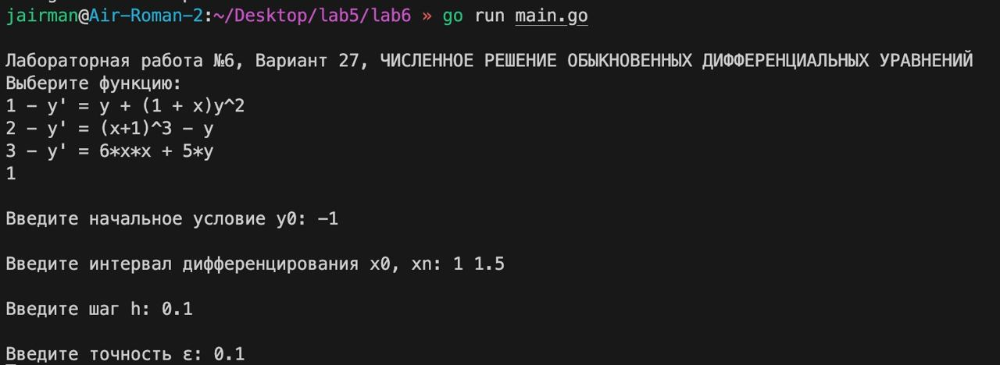 jairman@Air-Roman-2:~/Desktop/lab5/lab6 » go run main.go
Лабораторная работа №6, Вариант 27, ЧИСЛЕННОЕ РЕШЕНИЕ ОБЫКНОВЕННЫХ ДИФФЕРЕНЦИАЛЬНЫХ УРАВНЕНИЙ
Выберите функцию:
1 – y' = y + (1 + x)y^2
2 – y' = (x+1)^3 – y
3 – y' = 6*x*x + 5*y
1
Введите начальное условие y0: -1
Введите интервал дифференцирования x0, xn: 1 1.5
Введите шаг h: 0.1
Введите точность ε: 0.1